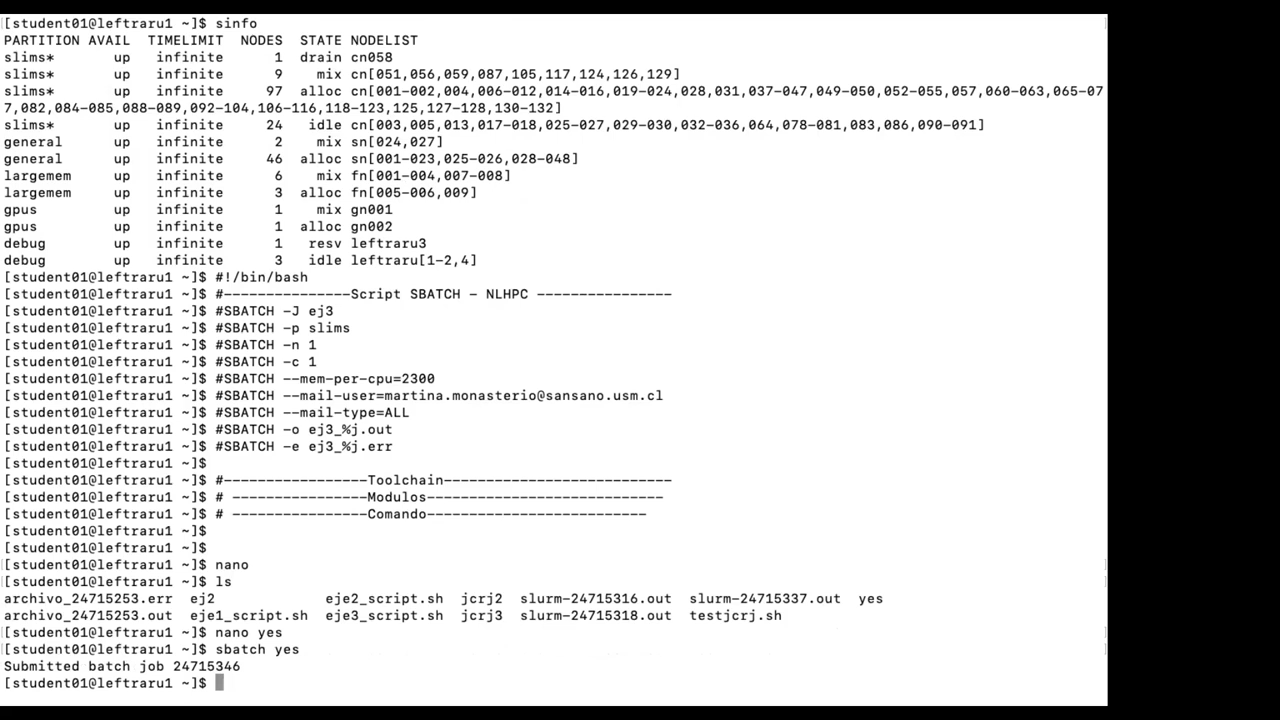 [student01@leftraru1 ~]$ sinfo
PARTITION AVAIL  TIMELIMIT  NODES  STATE NODELIST
slims*       up   infinite      1  drain cn058
slims*       up   infinite      9    mix cn[051,056,059,087,105,117,124,126,129]
slims*       up   infinite     97  alloc cn[001-002,004,006-012,014-016,019-024,028,031,037-047,049-050,052-055,057,060-063,065-07
7,082,084-085,088-089,092-104,106-116,118-123,125,127-128,130-132]
slims*       up   infinite     24   idle cn[003,005,013,017-018,025-027,029-030,032-036,064,078-081,083,086,090-091]
general      up   infinite      2    mix sn[024,027]
general      up   infinite     46  alloc sn[001-023,025-026,028-048]
largemem     up   infinite      6    mix fn[001-004,007-008]
largemem     up   infinite      3  alloc fn[005-006,009]
gpus         up   infinite      1    mix gn001
gpus         up   infinite      1  alloc gn002
debug        up   infinite      1   resv leftraru3
debug        up   infinite      3   idle leftraru[1-2,4]
[student01@leftraru1 ~]$ #!/bin/bash
[student01@leftraru1 ~]$ #---------------Script SBATCH - NLHPC ----------------
[student01@leftraru1 ~]$ #SBATCH -J ej3
[student01@leftraru1 ~]$ #SBATCH -p slims
[student01@leftraru1 ~]$ #SBATCH -n 1
[student01@leftraru1 ~]$ #SBATCH -c 1
[student01@leftraru1 ~]$ #SBATCH --mem-per-cpu=2300
[student01@leftraru1 ~]$ #SBATCH --mail-user=martina.monasterio@sansano.usm.cl
[student01@leftraru1 ~]$ #SBATCH --mail-type=ALL
[student01@leftraru1 ~]$ #SBATCH -o ej3_%j.out
[student01@leftraru1 ~]$ #SBATCH -e ej3_%j.err
[student01@leftraru1 ~]$
[student01@leftraru1 ~]$ #-----------------Toolchain---------------------------
[student01@leftraru1 ~]$ # ----------------Modulos----------------------------
[student01@leftraru1 ~]$ # ----------------Comando--------------------------
[student01@leftraru1 ~]$
[student01@leftraru1 ~]$
[student01@leftraru1 ~]$ nano
[student01@leftraru1 ~]$ ls
archivo_24715253.err  ej2             eje2_script.sh  jcrj2  slurm-24715316.out  slurm-24715337.out  yes
archivo_24715253.out  eje1_script.sh  eje3_script.sh  jcrj3  slurm-24715318.out  testjcrj.sh
[student01@leftraru1 ~]$ nano yes
[student01@leftraru1 ~]$ sbatch yes
Submitted batch job 24715346
[student01@leftraru1 ~]$